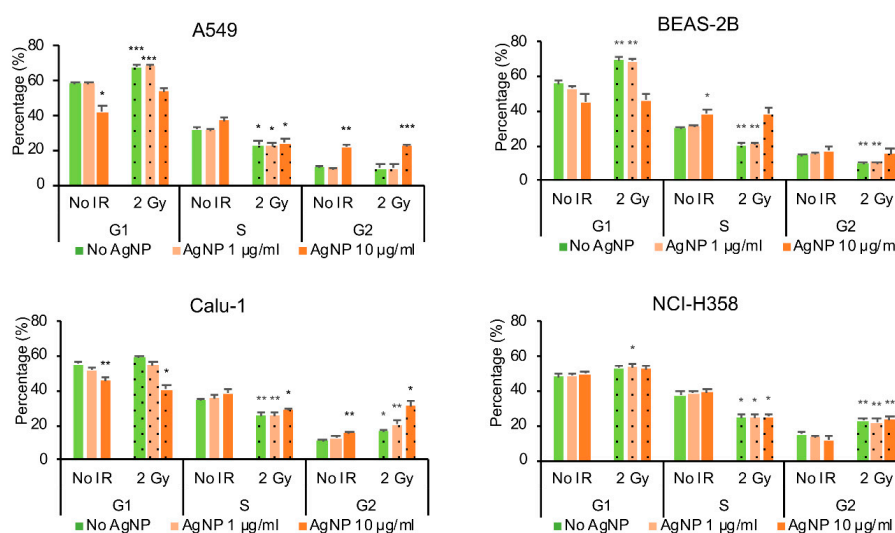 A549
Percentage (%)
80
60
40
20
0
*
***
***
*
*
*
**
***
No IR
2 Gy
No IR
2 Gy
No IR
2 Gy
G1
S
G2
No AgNP
AgNP 1 µg/ml
AgNP 10 µg/ml
BEAS-2B
Percentage (%)
80
60
40
20
0
**
**
*
**
**
**
**
No IR
2 Gy
No IR
2 Gy
No IR
2 Gy
G1
S
G2
No AgNP
AgNP 1 µg/ml
AgNP 10 µg/m
Calu-1
Percentage (%)
80
60
40
20
0
**
*
**
**
*
**
*
**
*
No IR
2 Gy
No IR
2 Gy
No IR
2 Gy
G1
S
G2
No AgNP
AgNP 1 µg/ml
AgNP 10 µg/ml
NCI-H358
Percentage (%)
80
60
40
20
0
*
*
*
*
**
**
**
No IR
2 Gy
No IR
2 Gy
No IR
2 Gy
G1
S
G2
No AgNP
AgNP 1 µg/ml
AgNP 10 µg/ml